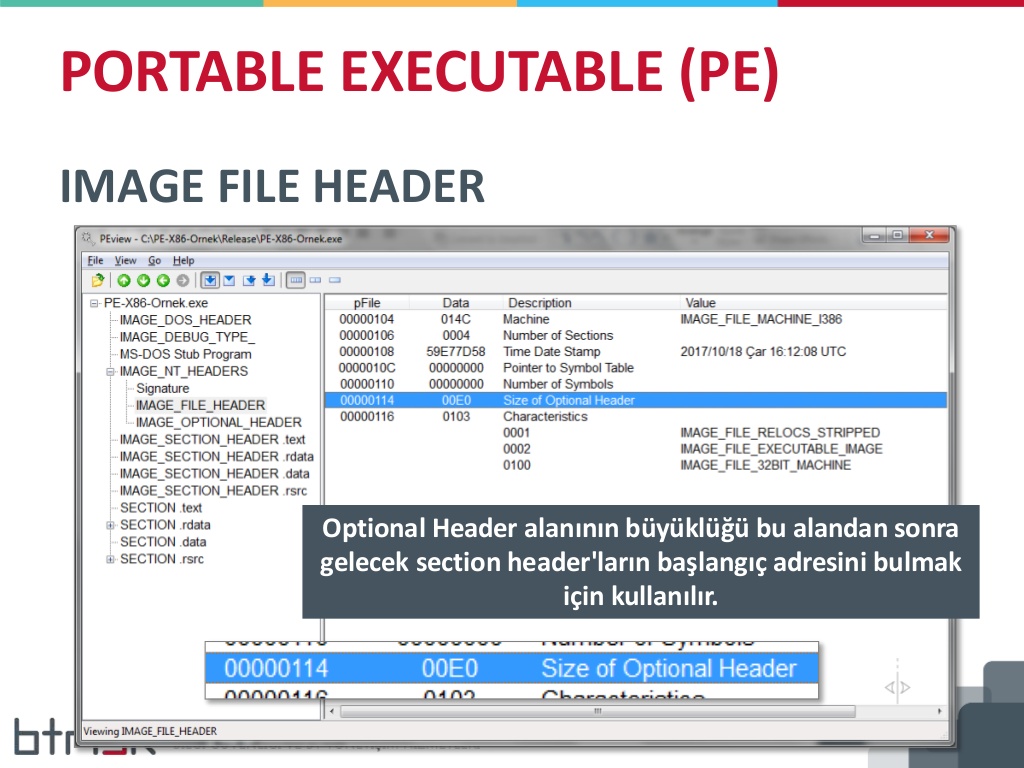 PORTABLE EXECUTABLE (PE)
IMAGE FILE HEADER
PEview - C:\PE-X86-Ornek\Release\PE-X86-Ornek.exe
File View Go Help
PE-X86-Ornek.exe
IMAGE_DOS_HEADER
IMAGE_DEBUG_TYPE_
MS-DOS Stub Program
IMAGE_NT_HEADERS
Signature
IMAGE_FILE_HEADER
IMAGE_OPTIONAL_HEADER
IMAGE_SECTION_HEADER .text
IMAGE_SECTION_HEADER .rdata
IMAGE_SECTION_HEADER .data
IMAGE_SECTION_HEADER .rsrc
SECTION .text
SECTION .rdata
SECTION .data
SECTION .rsrc
pFile Data Description Value
00000104 014C Machine IMAGE_FILE_MACHINE_I386
00000106 0004 Number of Sections
00000108 59E77D58 Time Date Stamp 2017/10/18 Çar 16:12:08 UTC
0000010C 00000000 Pointer to Symbol Table
00000110 00000000 Number of Symbols
00000114 00E0 Size of Optional Header
00000116 0103 Characteristics
0001 IMAGE_FILE_RELOCS_STRIPPED
0002 IMAGE_FILE_EXECUTABLE_IMAGE
0100 IMAGE_FILE_32BIT_MACHINE
Optional Header alanının büyüklüğü bu alandan sonra
gelecek section header'ların başlangıç adresini bulmak
için kullanılır.
00000114 00E0 Size of Optional Header
Viewing IMAGE_FILE_HEADER